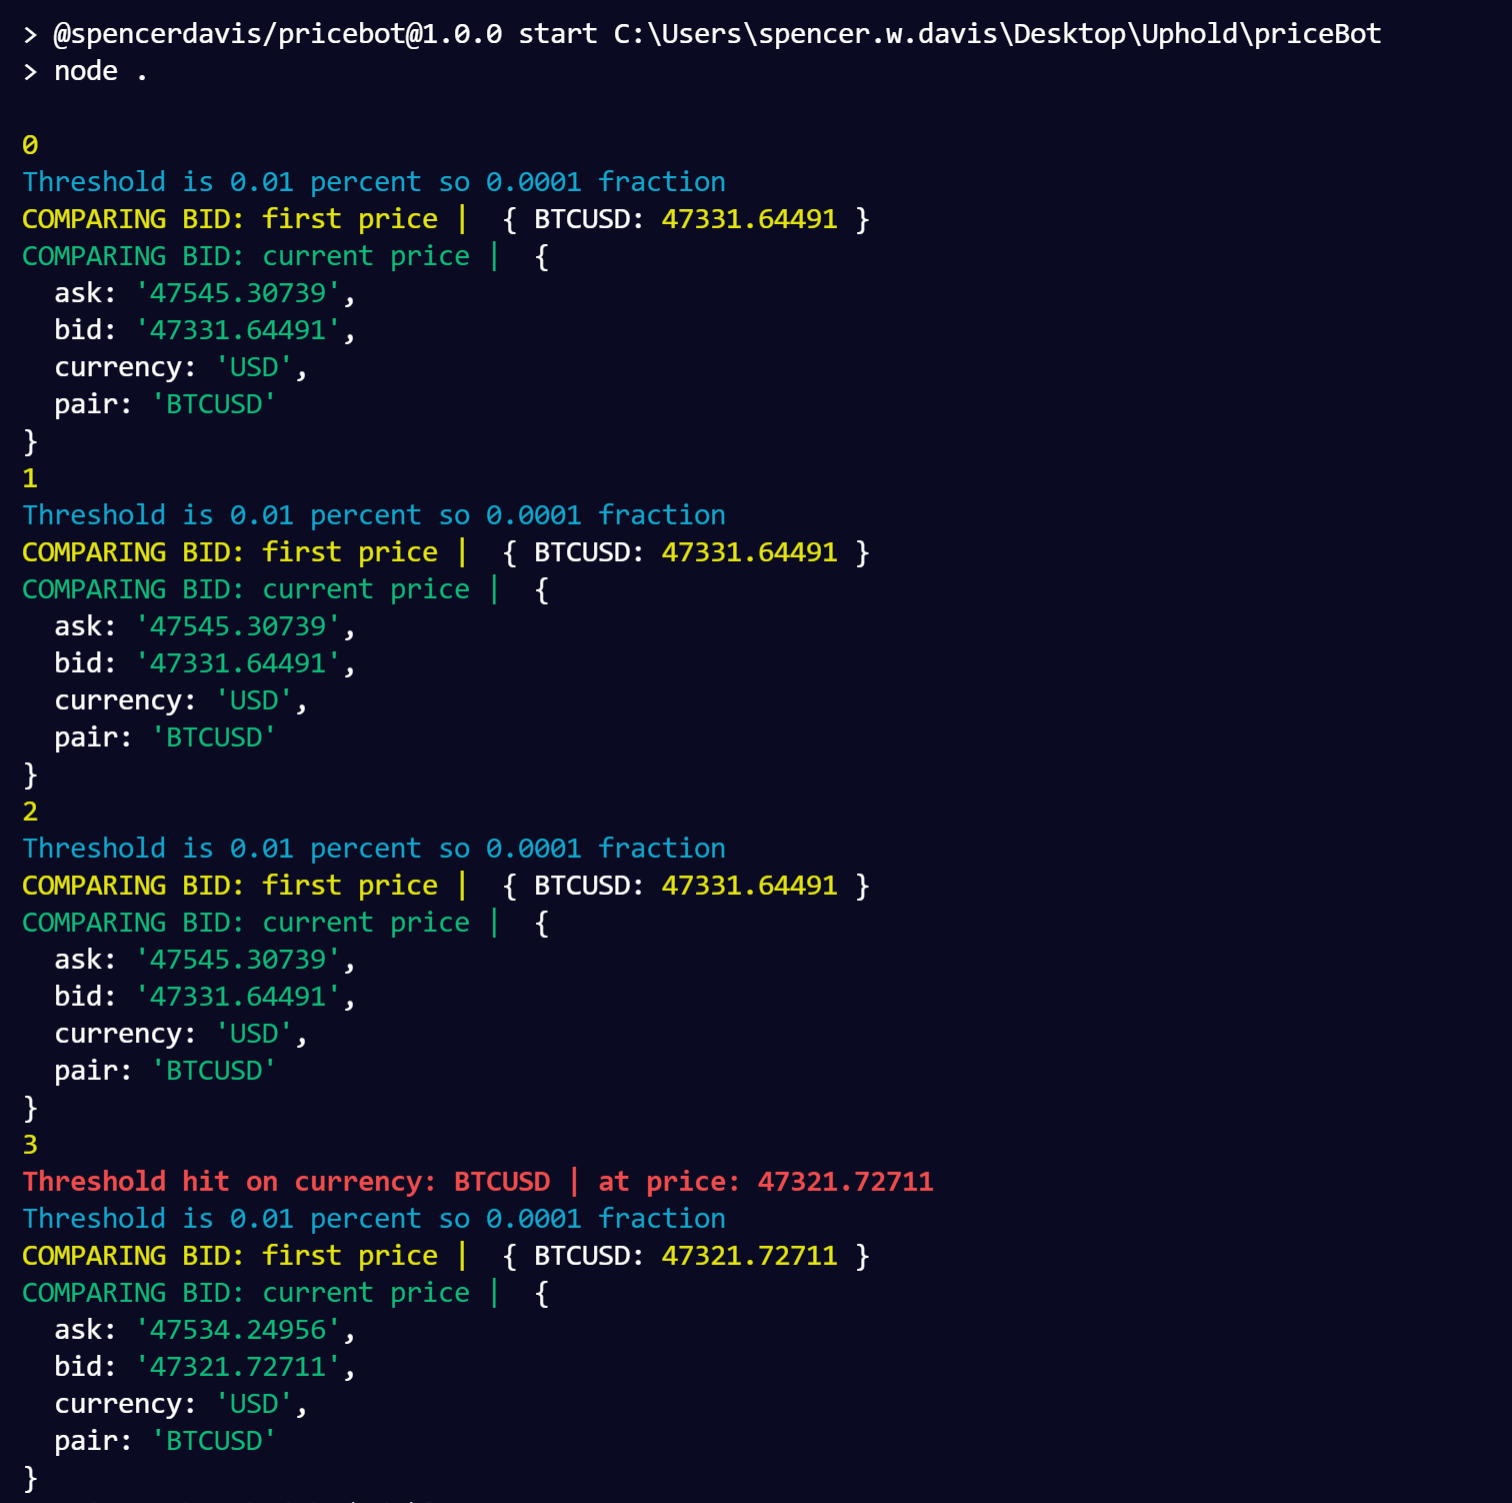 > @spencerdavis/pricebot@1.0.0 start C:\Users\spencer.w.davis\Desktop\Uphold\priceBot
> node .
0
Threshold is 0.01 percent so 0.0001 fraction
COMPARING BID: first price |  { BTCUSD: 47331.64491 }
COMPARING BID: current price |  {
  ask: '47545.30739',
  bid: '47331.64491',
  currency: 'USD',
  pair: 'BTCUSD'
}
1
Threshold is 0.01 percent so 0.0001 fraction
COMPARING BID: first price |  { BTCUSD: 47331.64491 }
COMPARING BID: current price |  {
  ask: '47545.30739',
  bid: '47331.64491',
  currency: 'USD',
  pair: 'BTCUSD'
}
2
Threshold is 0.01 percent so 0.0001 fraction
COMPARING BID: first price |  { BTCUSD: 47331.64491 }
COMPARING BID: current price |  {
  ask: '47545.30739',
  bid: '47331.64491',
  currency: 'USD',
  pair: 'BTCUSD'
}
3
Threshold hit on currency: BTCUSD | at price: 47321.72711
Threshold is 0.01 percent so 0.0001 fraction
COMPARING BID: first price |  { BTCUSD: 47321.72711 }
COMPARING BID: current price |  {
  ask: '47534.24956',
  bid: '47321.72711',
  currency: 'USD',
  pair: 'BTCUSD'
}